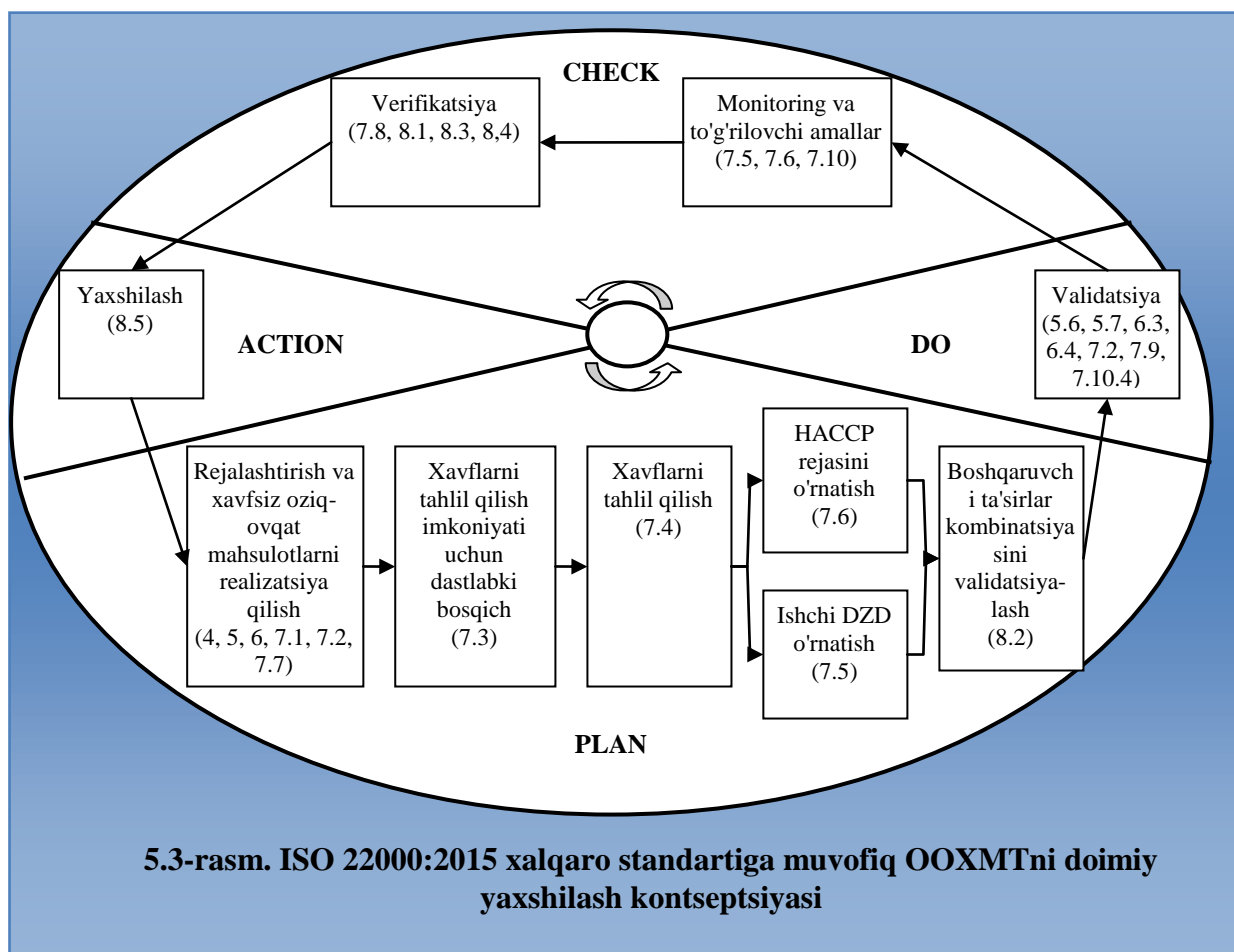 CHECK
Verifikatsiya
(7.8, 8.1, 8.3, 8,4)
Monitoring va
to'g'rilovchi amallar
(7.5, 7.6, 7.10)
Yaxshilash
(8.5)
ACTION
DO
Validatsiya
(5.6, 5.7, 6.3,
6.4, 7.2, 7.9,
7.10.4)
Rejalashtirish va
xavfsiz oziq-
ovqat
mahsulotlarni
realizatsiya
qilish
(4, 5, 6, 7.1, 7.2,
7.7)
Xavflarni
tahlil qilish
imkoniyati
uchun
dastlabki
bosqich
(7.3)
Xavflarni
tahlil qilish
(7.4)
HACCP
rejasini
o'rnatish
(7.6)
Ishchi DZD
o'rnatish
(7.5)
Boshqaruvch
i ta'sirlar
kombinatsiya
sini
validatsiya-
lash
(8.2)
PLAN
5.3-rasm. ISO 22000:2015 xalqaro standartiga muvofiq OOXMTni doimiy
yaxshilash kontseptsiyasi